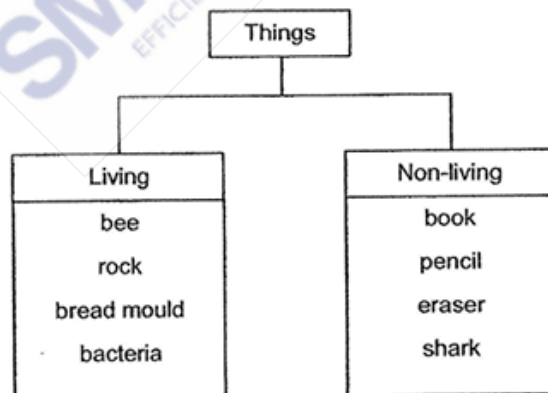 Things
Living
bee
rock
bread mould
bacteria
Non-living
book
pencil
eraser
shark